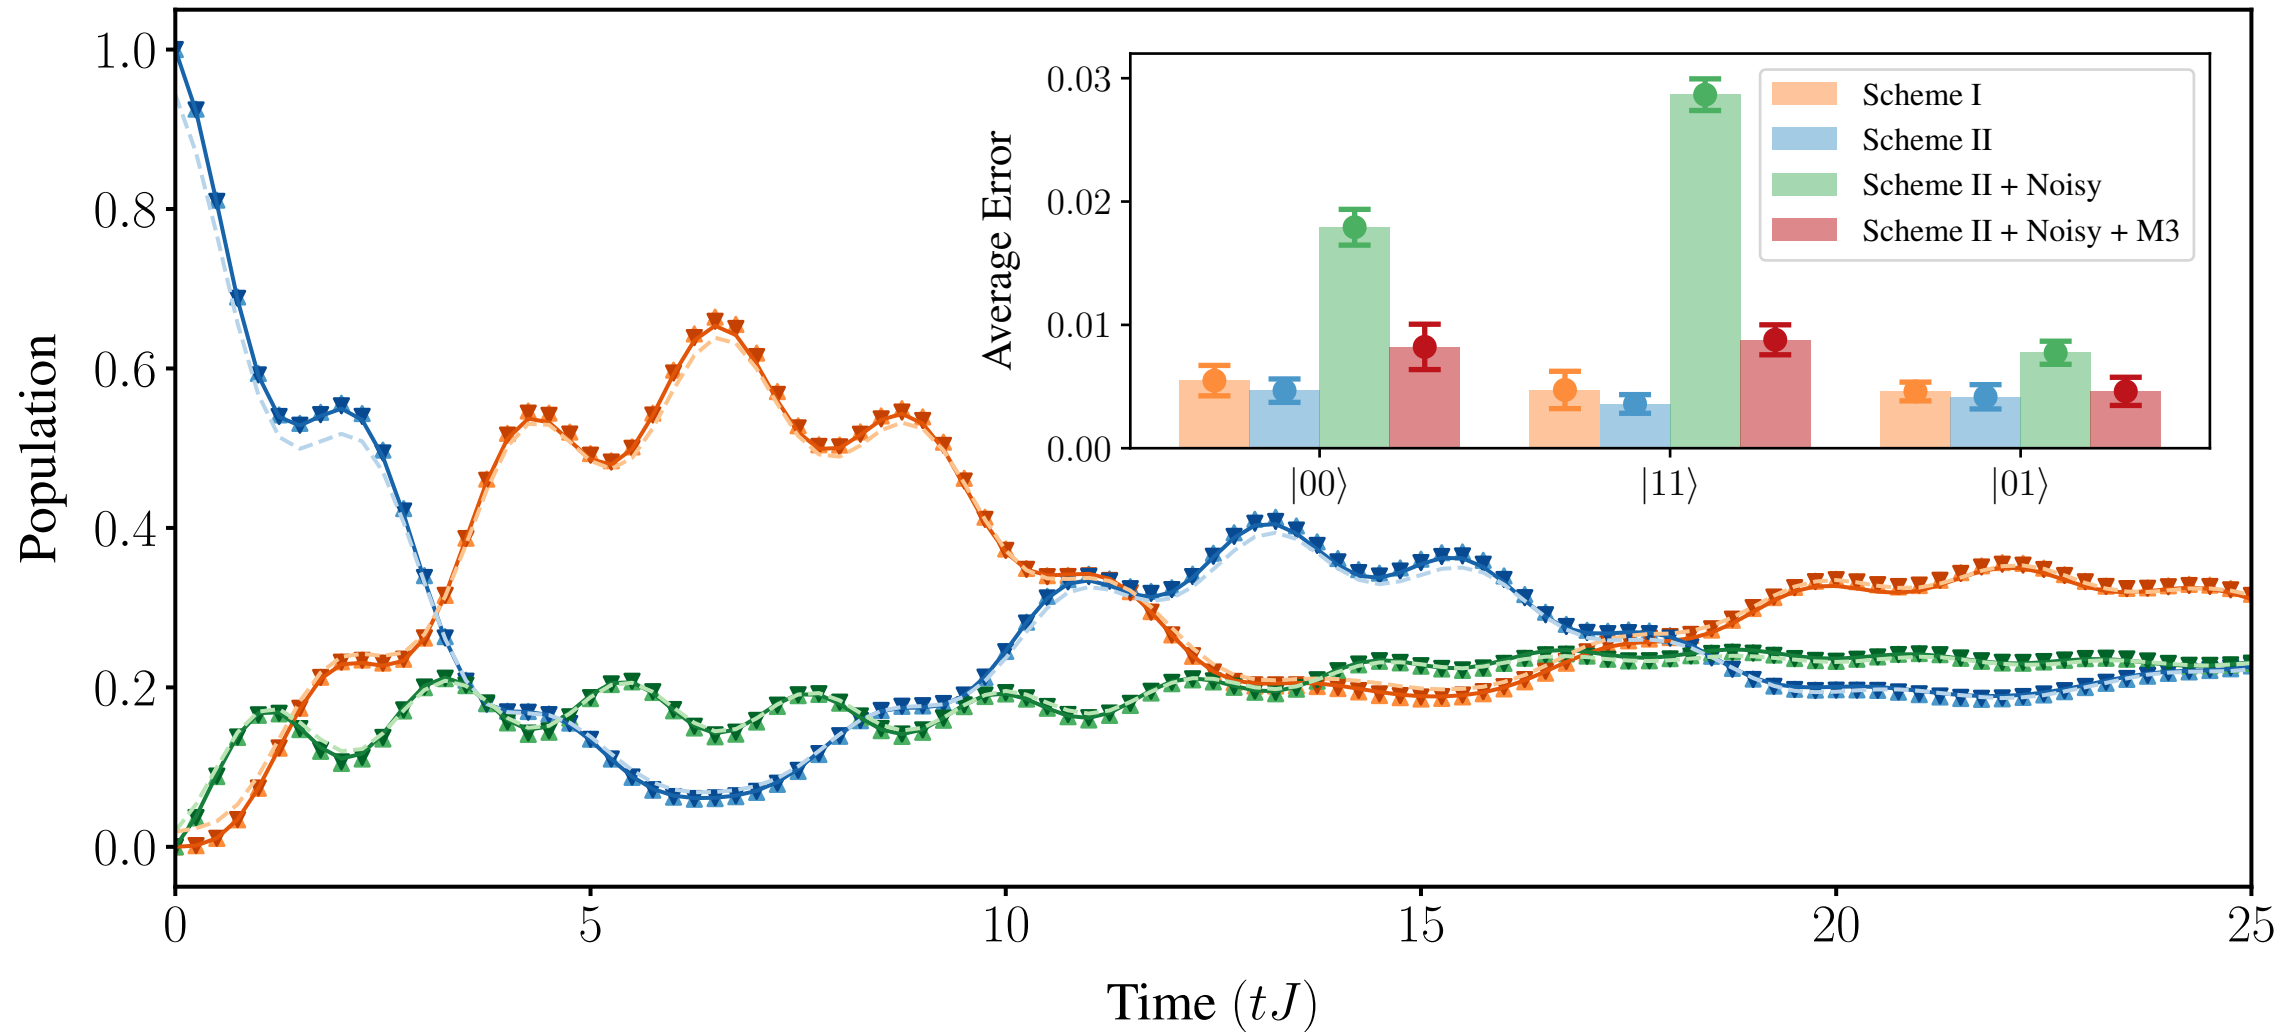 Population
1.0
0.8
0.6
0.4
0.2
0.0
0 5 10 15 20 25
Time (tJ)
Average Error
0.03
0.02
0.01
0.00
|00⟩ |11⟩ |01⟩
Scheme I
Scheme II
Scheme II + Noisy
Scheme II + Noisy + M3